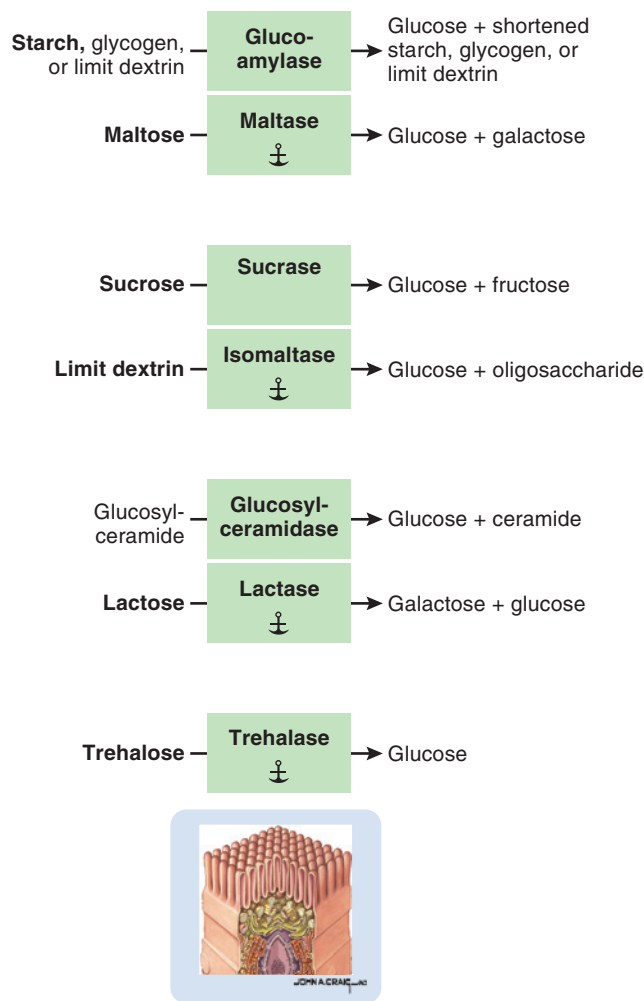 Starch, glycogen,
or limit dextrin
Gluco-
amylase
Glucose + shortened
starch, glycogen, or
limit dextrin
Maltose
Maltase
Glucose + galactose
Sucrose
Sucrase
Glucose + fructose
Limit dextrin
Isomaltase
Glucose + oligosaccharide
Glucosyl-
ceramide
Glucosyl-
ceramidase
Glucose + ceramide
Lactose
Lactase
Galactose + glucose
Trehalose
Trehalase
Glucose
JOHN A. CRAIG